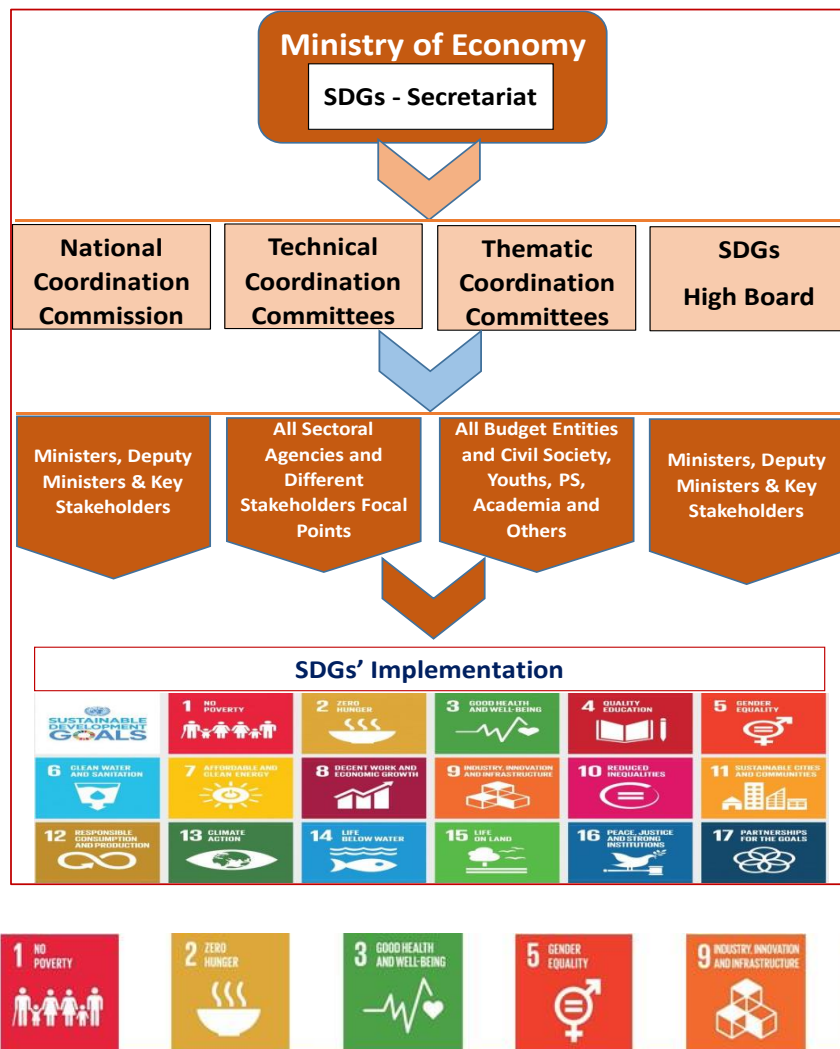 Ministry of Economy
SDGs - Secretariat
National
Coordination
Commission
Technical
Coordination
Committees
Thematic
Coordination
Committees
SDGs
High Board
Ministers, Deputy
Ministers & Key
Stakeholders
All Sectoral
Agencies and
Different
Stakeholders Focal
Points
All Budget Entities
and Civil Society,
Youths, PS,
Academia and
Others
Ministers, Deputy
Ministers & Key
Stakeholders
SDGs' Implementation
SUSTAINABLE
DEVELOPMENT
GOALS
1 NO
POVERTY
2 ZERO
HUNGER
3 GOOD HEALTH
AND WELL-BEING
4 QUALITY
EDUCATION
5 GENDER
EQUALITY
6 CLEAN WATER
AND SANITATION
7 AFFORDABLE AND
CLEAN ENERGY
8 DECENT WORK AND
ECONOMIC GROWTH
9 INDUSTRY, INNOVATION
AND INFRASTRUCTURE
10 REDUCED
INEQUALITIES
11 SUSTAINABLE CITIES
AND COMMUNITIES
12 RESPONSIBLE
CONSUMPTION
AND PRODUCTION
13 CLIMATE
ACTION
14 LIFE
BELOW WATER
15 LIFE
ON LAND
16 PEACE, JUSTICE
AND STRONG
INSTITUTIONS
17 PARTNERSHIPS
FOR THE GOALS
1 NO
POVERTY
2 ZERO
HUNGER
3 GOOD HEALTH
AND WELL-BEING
5 GENDER
EQUALITY
9 INDUSTRY, INNOVATION
AND INFRASTRUCTURE